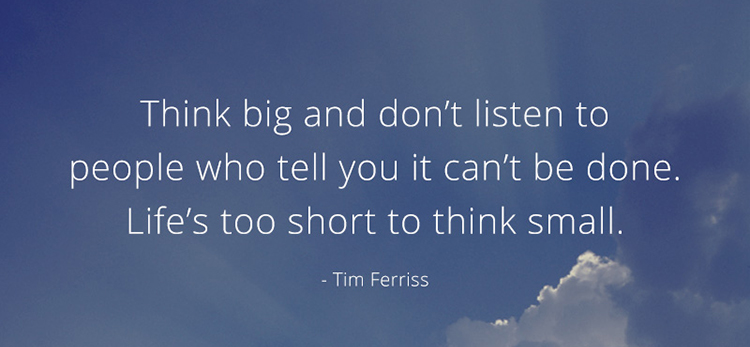 Think big and don’t listen to
people who tell you it can’t be done.
Life’s too short to think small.
- Tim Ferriss